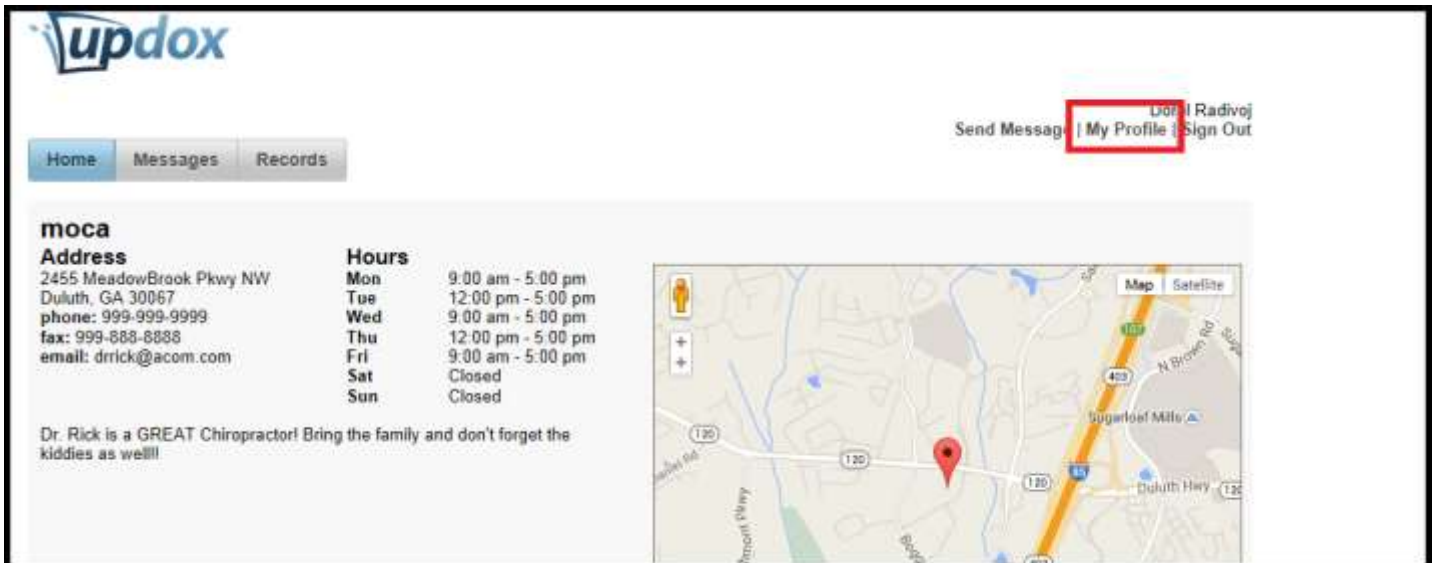 updox
Radivoj
Send Message | My Profile | Sign Out
Home Messages Records
moca
Address
2455 MeadowBrook Pkwy NW
Duluth, GA 30067
phone: 999-999-9999
fax: 999-888-8888
email: drrick@acom.com
Hours
Mon 9:00 am - 5:00 pm
Tue 12:00 pm - 5:00 pm
Wed 9:00 am - 5:00 pm
Thu 12:00 pm - 5:00 pm
Fri 9:00 am - 5:00 pm
Sat Closed
Sun Closed
Dr. Rick is a GREAT Chiropractor! Bring the family and don't forget the
kiddies as well!!!
Map Satellite
107
N Brown Rd
403
Sugarloaf Mills
120
120
120
85
Duluth Hwy
Rd
Pkwy